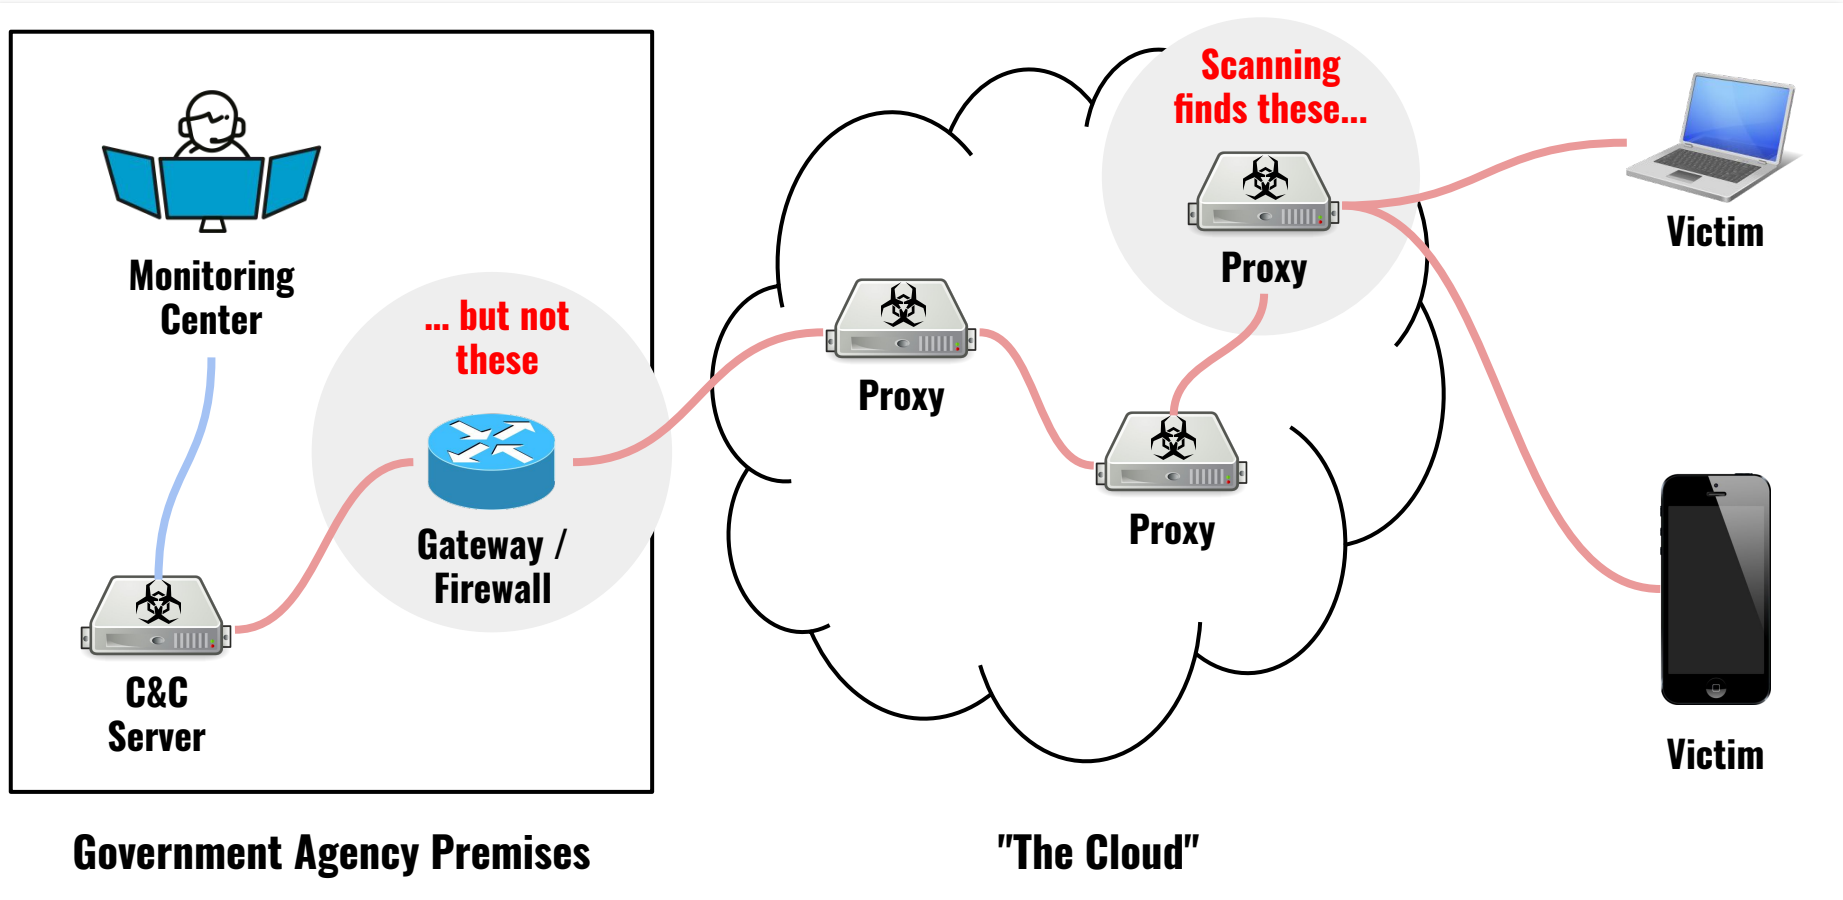 Monitoring
Center
... but not
these
Gateway /
Firewall
C&C
Server
Government Agency Premises
Scanning
finds these...
Proxy
Proxy
Proxy
"The Cloud"
Victim
Victim